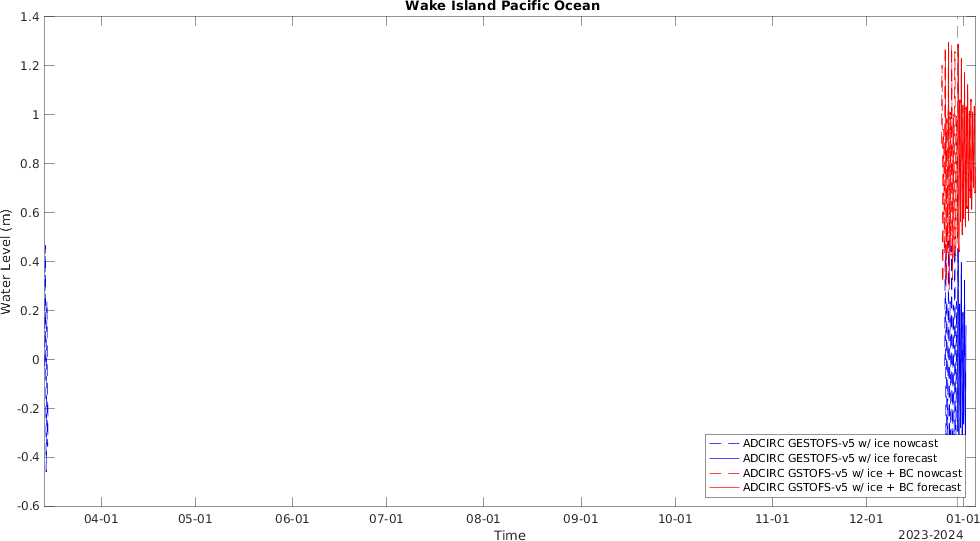 Wake Island Pacific Ocean
1.4
1.2
1
0.8
0.6
0.4
0.2
0
-0.2
-0.4
-0.6
Water Level (m)
ADCIRC GESTOFS-v5 w/ ice nowcast
ADCIRC GESTOFS-v5 w/ ice forecast
ADCIRC GSTOFS-v5 w/ ice + BC nowcast
ADCIRC GSTOFS-v5 w/ ice + BC forecast
04-01 05-01 06-01 07-01 08-01 09-01 10-01 11-01 12-01 01-01
Time
2023-2024